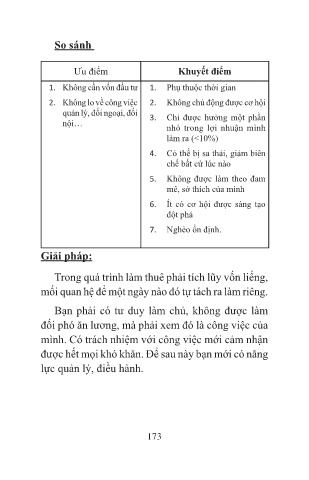 So sánh
Ưu điểm
Khuyết điểm
1. Không cần vốn đầu tư
2. Không lo về công việc
quản lý, đối ngoại, đối
nội…
1. Phụ thuộc thời gian
2. Không chủ động được cơ hội
3. Chỉ được hưởng một phần
nhỏ trong lợi nhuận mình
làm ra (<10%)
4. Có thể bị sa thải, giảm biên
chế bất cứ lúc nào
5. Không được làm theo đam
mê, sở thích của mình
6. Ít có cơ hội được sáng tạo
đột phá
7. Nghèo ổn định.
Giải pháp:
Trong quá trình làm thuê phải tích lũy vốn liếng,
mối quan hệ để một ngày nào đó tự tách ra làm riêng.
Bạn phải có tư duy làm chủ, không được làm
đối phó ăn lương, mà phải xem đó là công việc của
mình. Có trách nhiệm với công việc mới cảm nhận
được hết mọi khó khăn. Để sau này bạn mới có năng
lực quản lý, điều hành.
173